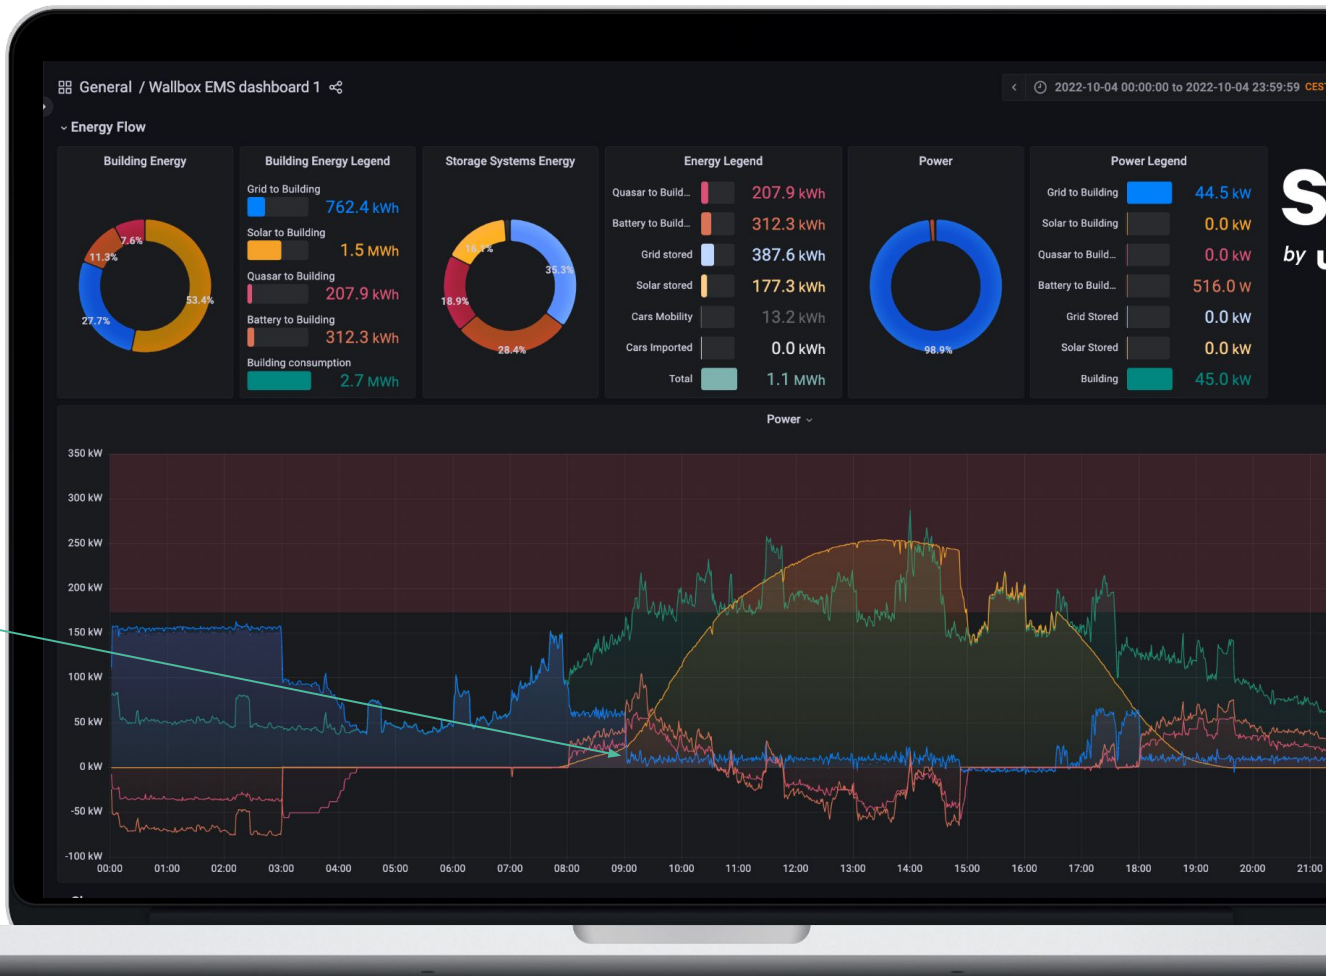 General / Wallbox EMS dashboard 1
2022-10-04 00:00:00 to 2022-10-04 23:59:59 CEST
Energy Flow
Building Energy
7.6%
11.3%
53.4%
27.7%
Building Energy Legend
Grid to Building
762.4 kWh
Solar to Building
1.5 MWh
Quasar to Building
207.9 kWh
Battery to Building
312.3 kWh
Building consumption
2.7 MWh
Storage Systems Energy
16.1%
35.3%
18.9%
28.4%
Energy Legend
Quasar to Build... 207.9 kWh
Battery to Build... 312.3 kWh
Grid stored 387.6 kWh
Solar stored 177.3 kWh
Cars Mobility 13.2 kWh
Cars Imported 0.0 kWh
Total 1.1 MWh
Power
98.9%
Power Legend
Grid to Building 44.5 kW
Solar to Building 0.0 kW
Quasar to Build... 0.0 kW
Battery to Build... 516.0 W
Grid Stored 0.0 kW
Solar Stored 0.0 kW
Building 45.0 kW
S
by
Power
350 kW
300 kW
250 kW
200 kW
150 kW
100 kW
50 kW
0 kW
-50 kW
-100 kW
00:00 01:00 02:00 03:00 04:00 05:00 06:00 07:00 08:00 09:00 10:00 11:00 12:00 13:00 14:00 15:00 16:00 17:00 18:00 19:00 20:00 21:00